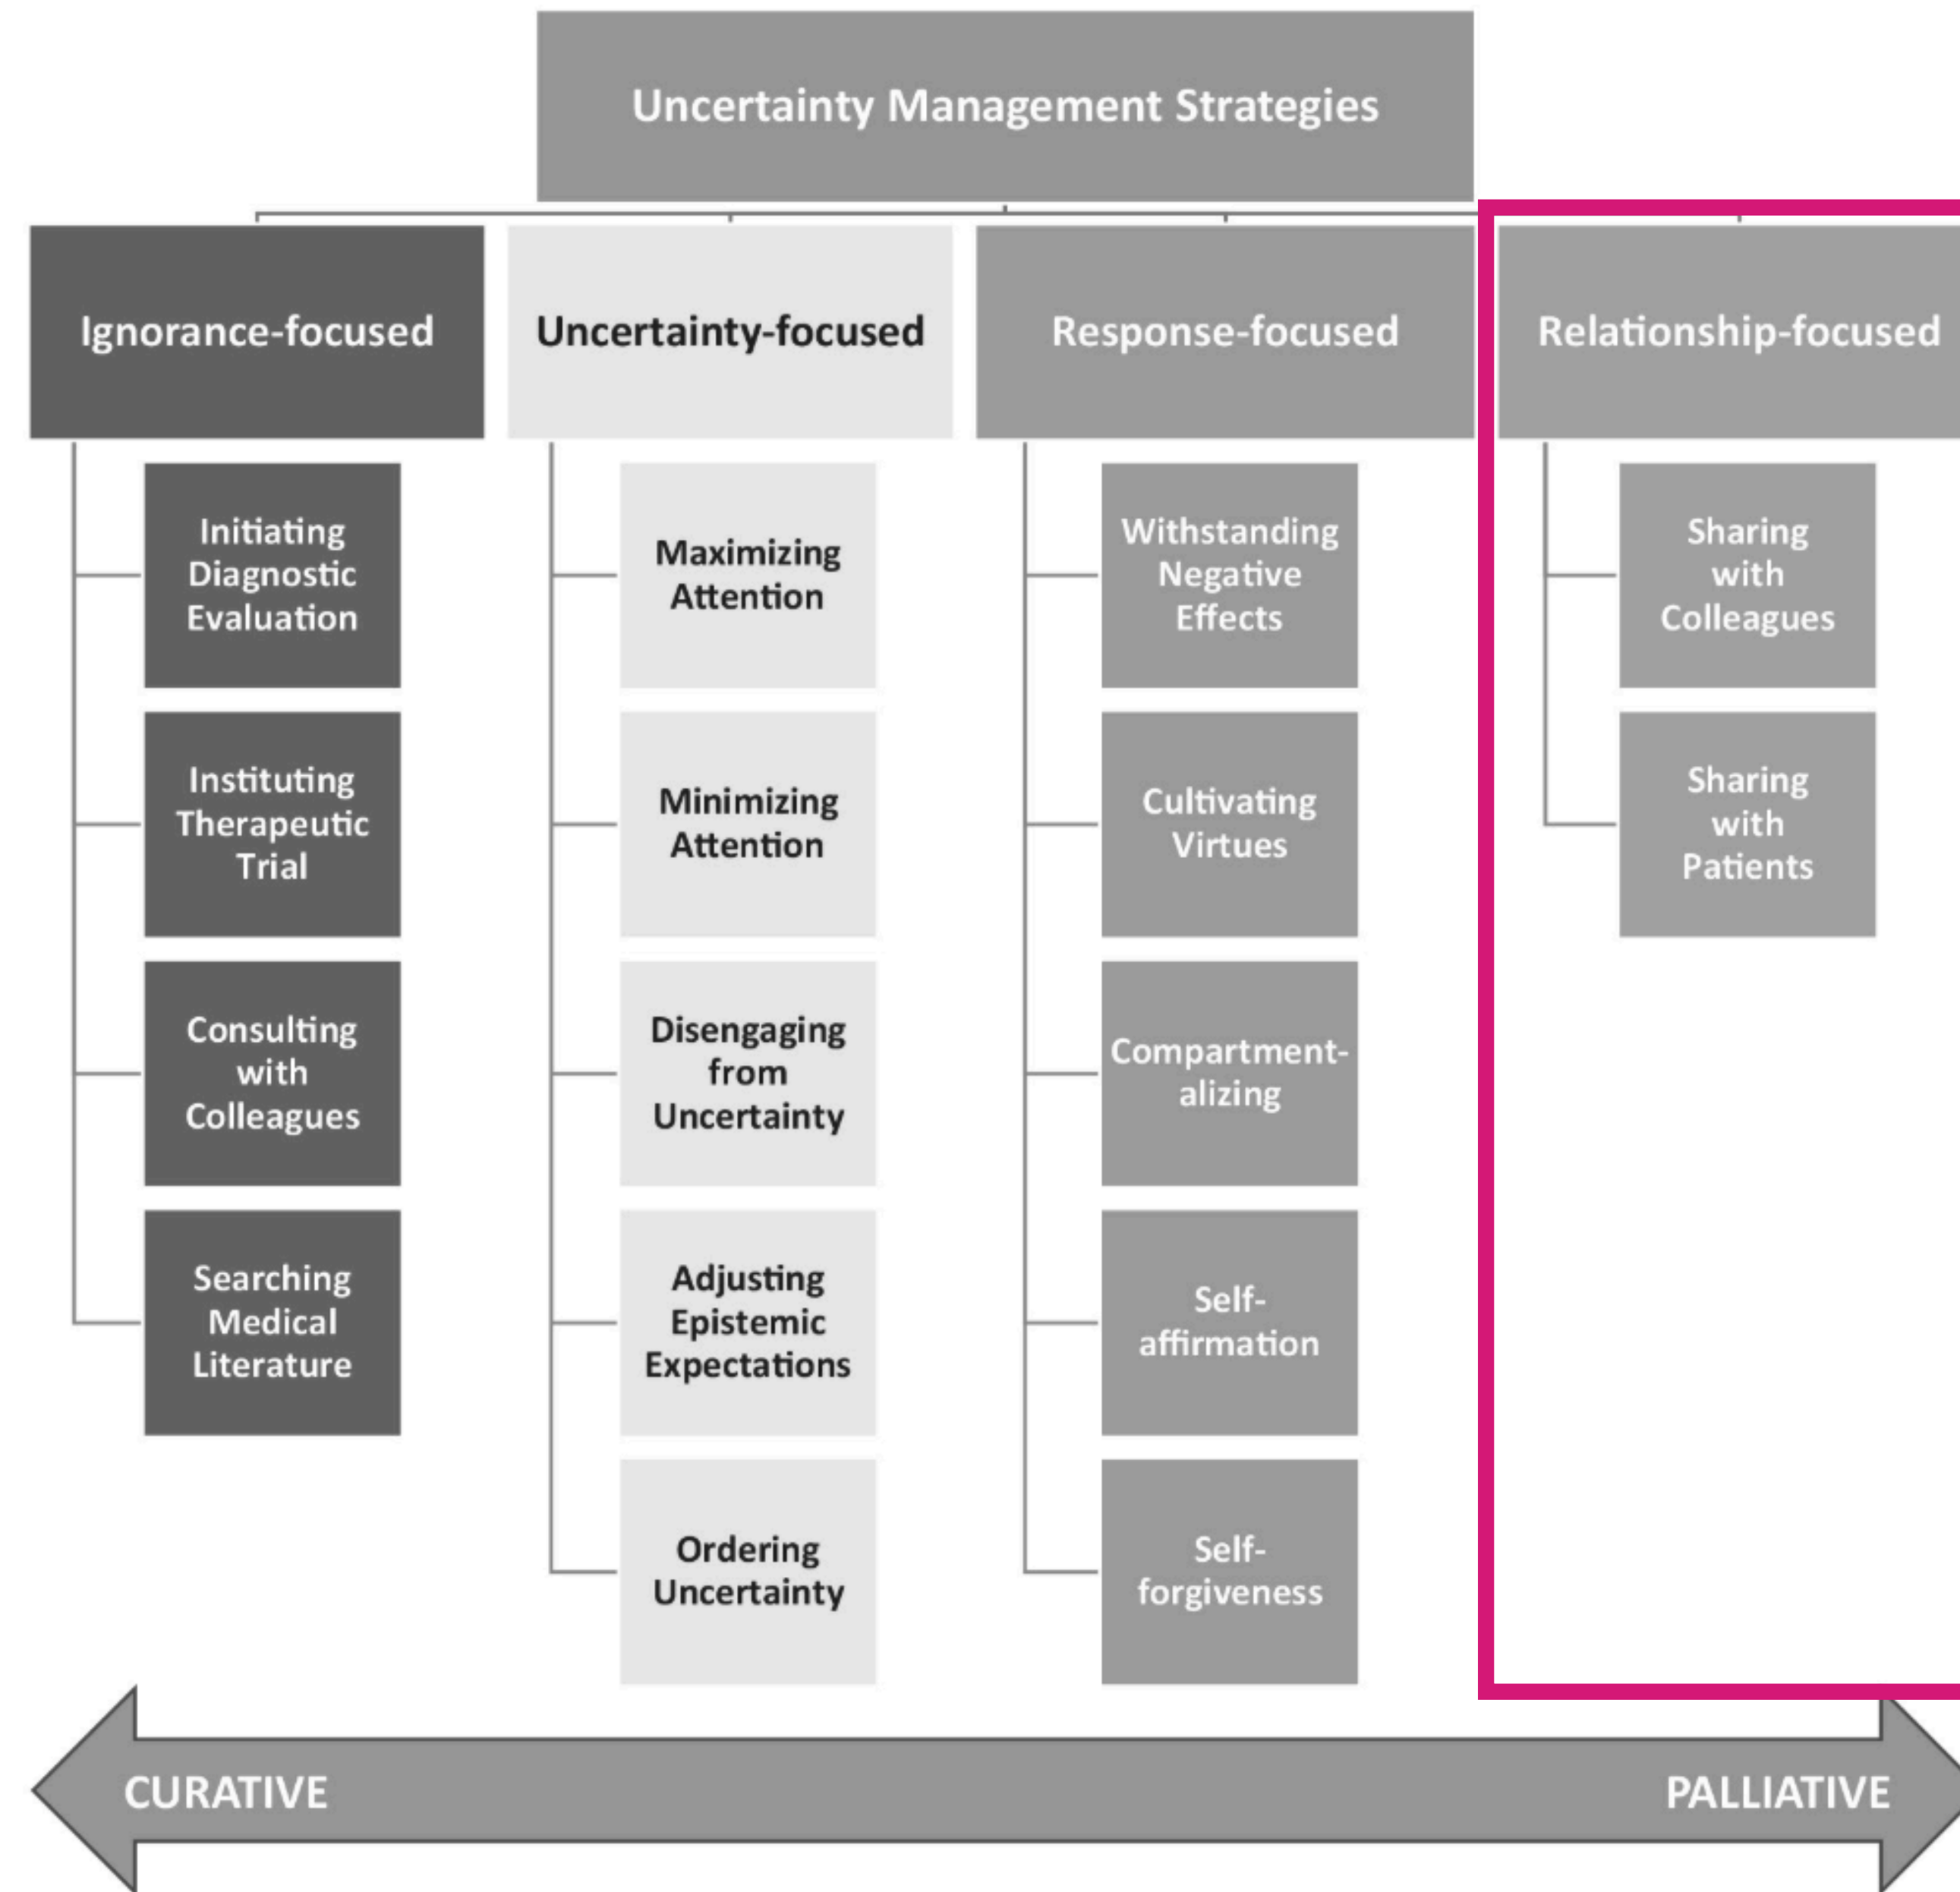 Uncertainty Management Strategies
Ignorance-focused
Initiating
Diagnostic
Evaluation
Instituting
Therapeutic
Trial
Consulting
with
Colleagues
Searching
Medical
Literature
Uncertainty-focused
Maximizing
Attention
Minimizing
Attention
Disengaging
from
Uncertainty
Adjusting
Epistemic
Expectations
Ordering
Uncertainty
Response-focused
Withstanding
Negative
Effects
Cultivating
Virtues
Compartment-
alizing
Self-
affirmation
Self-
forgiveness
Relationship-focused
Sharing
with
Colleagues
Sharing
with
Patients
CURATIVE
PALLIATIVE